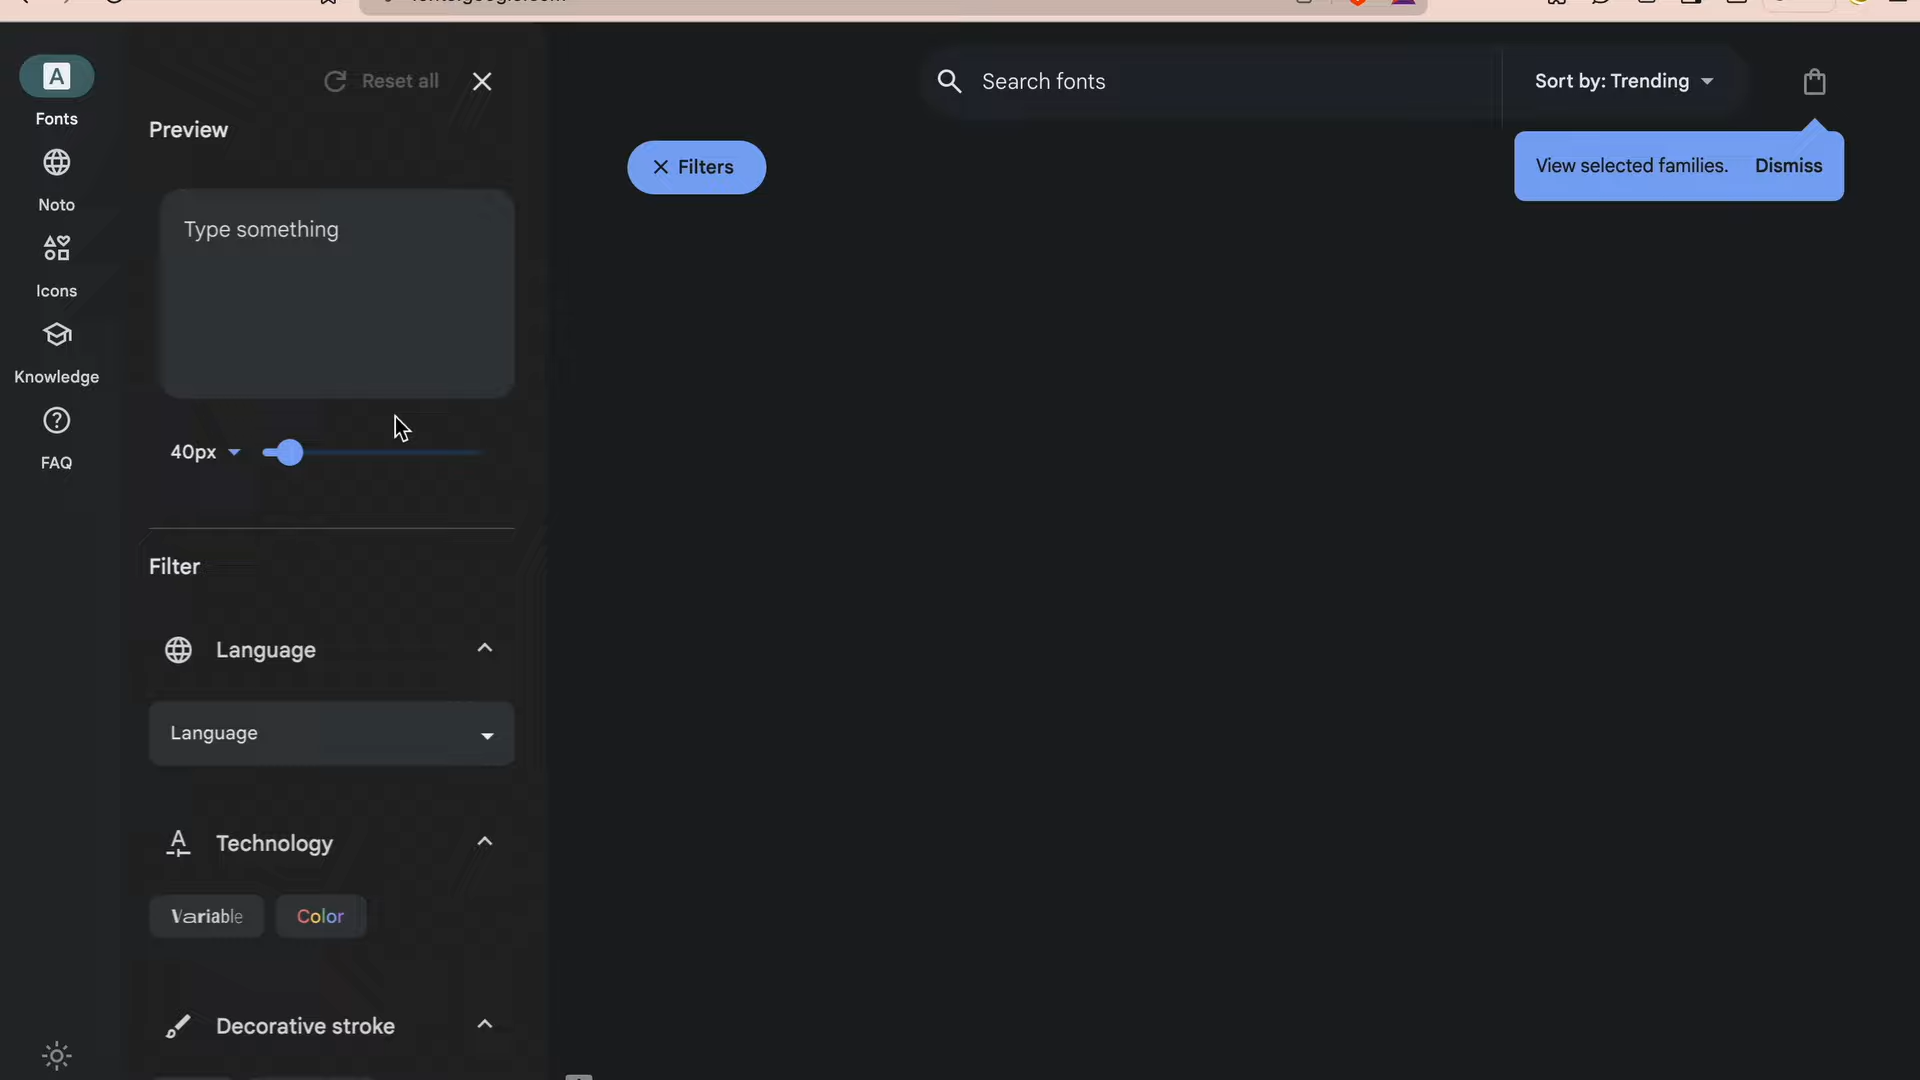 Reset all
Search fonts
Sort by: Trending
A
Fonts
Preview
Filters
View selected families. Dismiss
Noto
Type something
Icons
Knowledge
40px
FAQ
Filter
Language
Language
A
Technology
Variable
Color
Decorative stroke